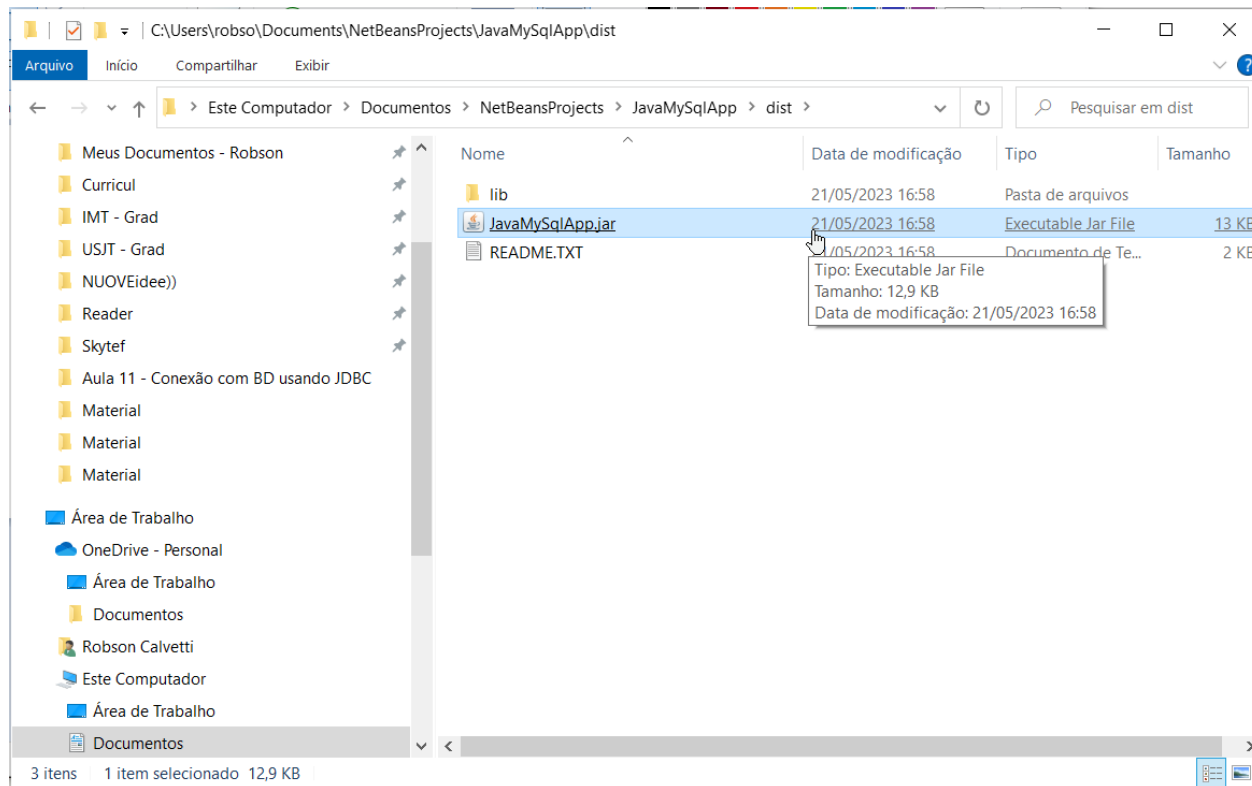 C:\Users\robso\Documents\NetBeansProjects\JavaMySqlApp\dist
Arquivo Início Compartilhar Exibir
Este Computador > Documentos > NetBeansProjects > JavaMySqlApp > dist >
Pesquisar em dist
Meus Documentos - Robson
Curricul
IMT - Grad
USJT - Grad
NUOVEidee))
Reader
Skytef
Aula 11 - Conexão com BD usando JDBC
Material
Material
Material
Área de Trabalho
OneDrive - Personal
Área de Trabalho
Documentos
Robson Calvetti
Este Computador
Área de Trabalho
Documentos
Nome Data de modificação Tipo Tamanho
lib 21/05/2023 16:58 Pasta de arquivos
JavaMySqlApp.jar 21/05/2023 16:58 Executable Jar File 13 KB
README.TXT 21/05/2023 16:58 Documento de Te... 2 KB
Tipo: Executable Jar File
Tamanho: 12,9 KB
Data de modificação: 21/05/2023 16:58
3 itens 1 item selecionado 12,9 KB